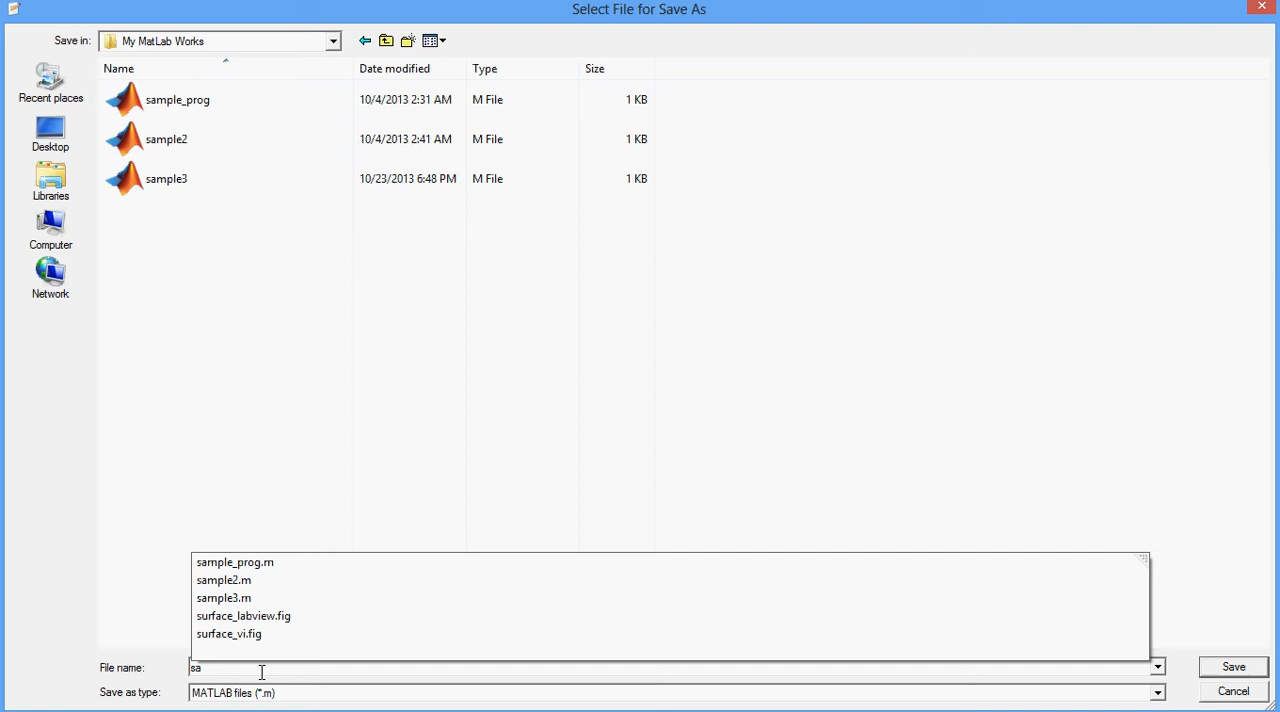 Select File for Save As
Save in:
My MatLab Works
Name
Date modified
Type
Size
sample_prog
10/4/2013 2:31 AM
M File
1 KB
sample2
10/4/2013 2:41 AM
M File
1 KB
sample3
10/23/2013 6:48 PM
M File
1 KB
Recent places
Desktop
Libraries
Computer
Network
sample_prog.m
sample2.m
sample3.m
surface_labview.fig
surface_vi.fig
File name:
sa
Save
Save as type:
MATLAB files (*.m)
Cancel